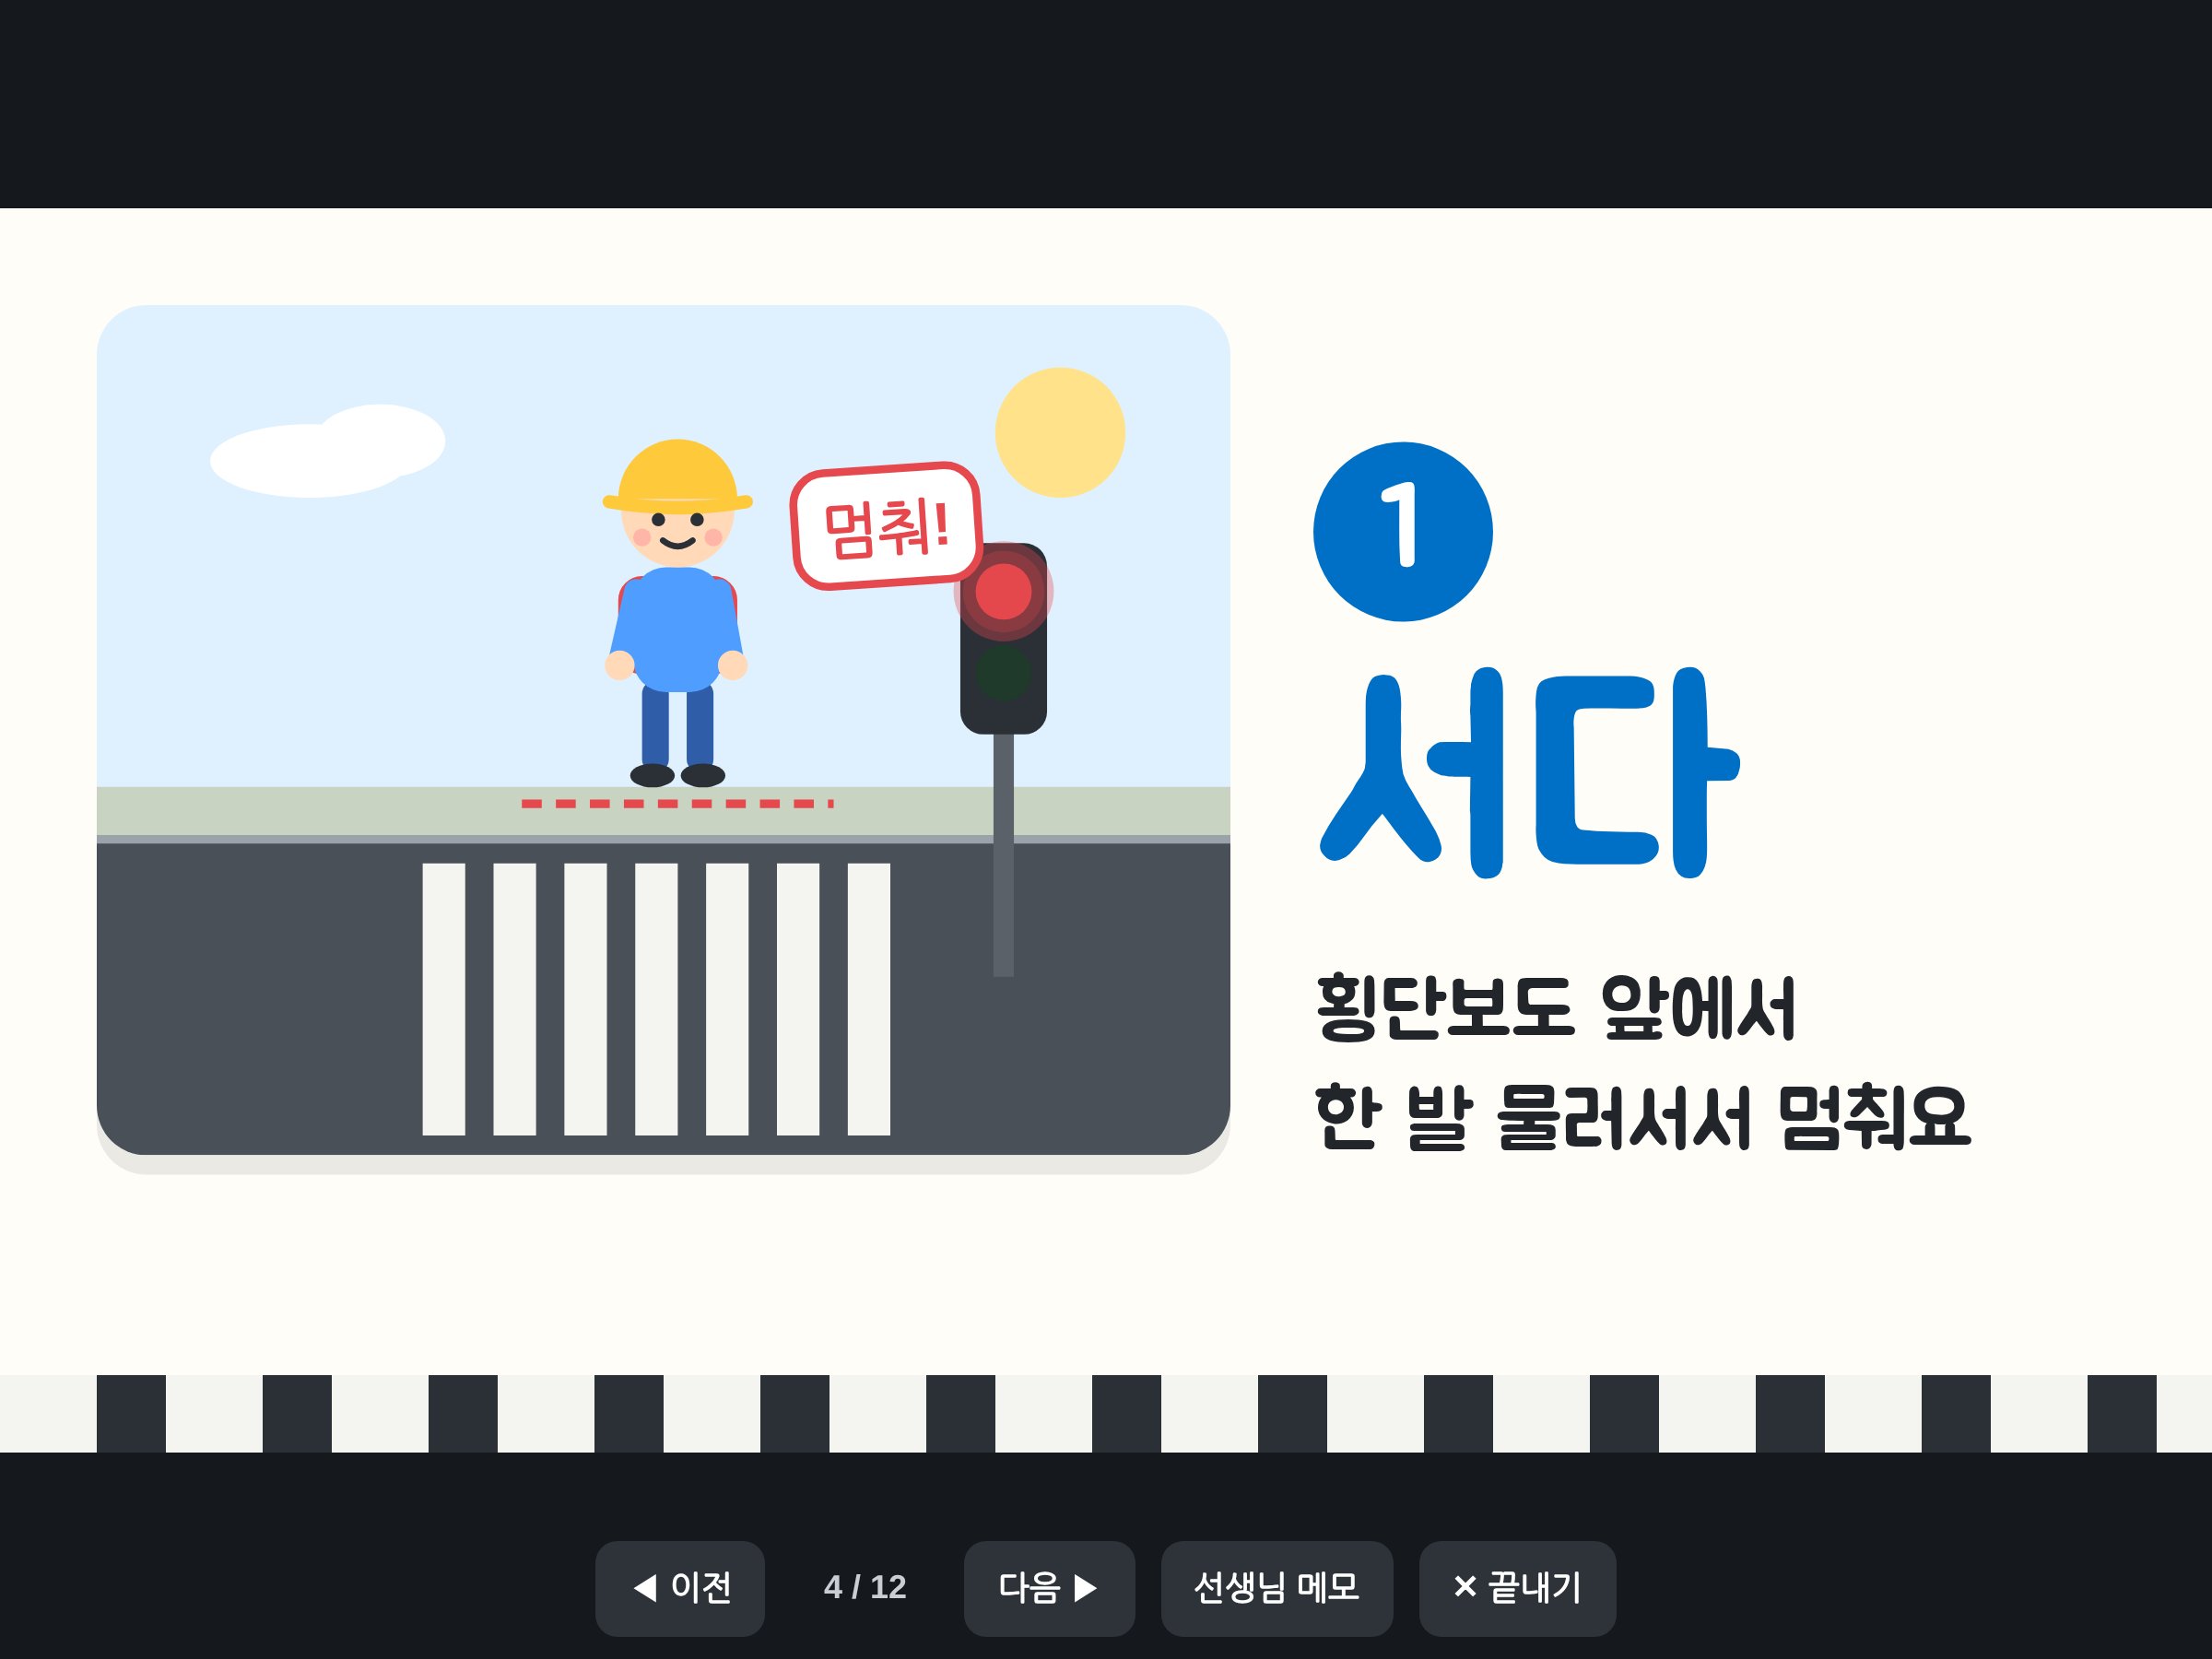 멈춰!
1
서다
횡단보도 앞에서
한 발 물러서서 멈춰요
◀ 이전
4 / 12
다음 ▶
선생님 메모
✕ 끝내기